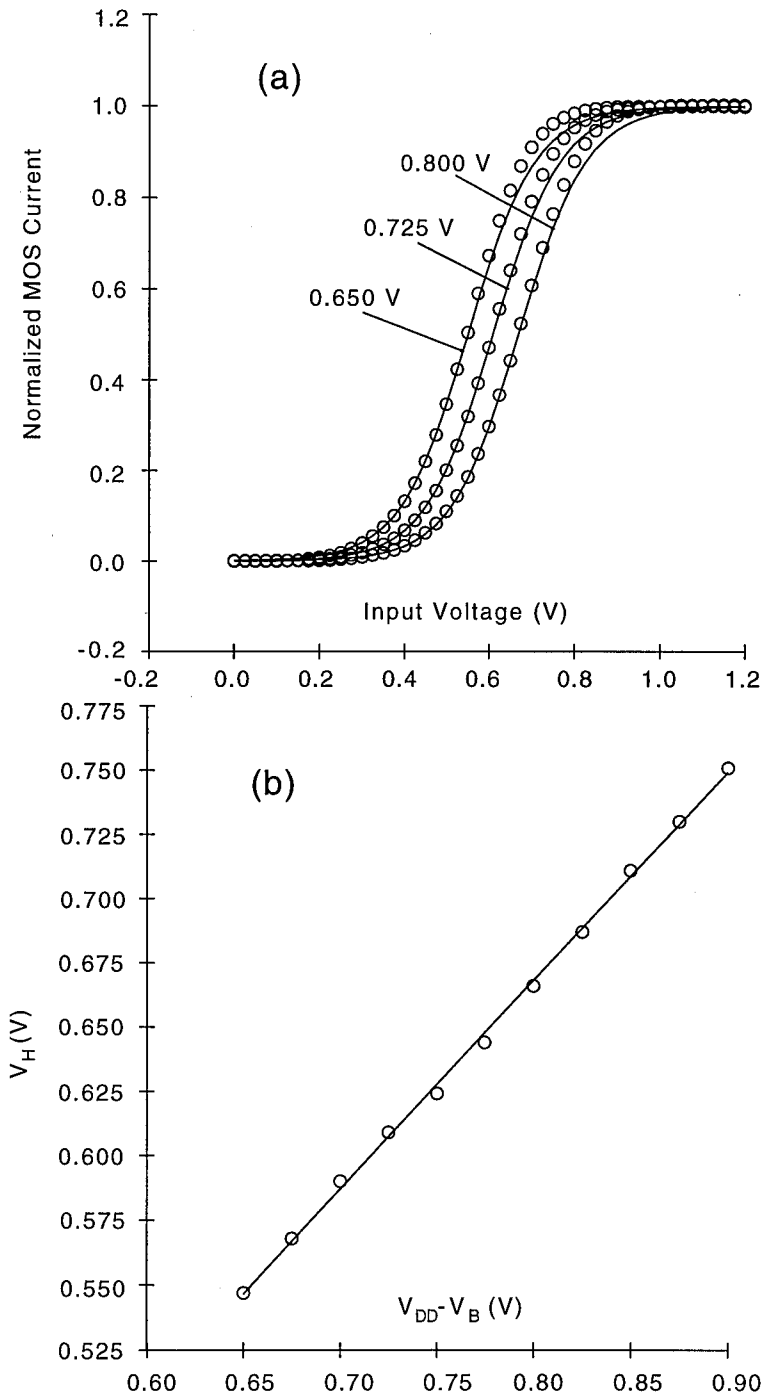 1.2
(a)
1.0
0.8
0.6
0.4
0.2
0.0
-0.2
Normalized MOS Current
0.800 V
0.725 V
0.650 V
Input Voltage (V)
-0.2 0.0 0.2 0.4 0.6 0.8 1.0 1.2
0.775
(b)
0.750
0.725
0.700
0.675
0.650
0.625
0.600
0.575
0.550
0.525
V_H (V)
V_DD-V_B (V)
0.60 0.65 0.70 0.75 0.80 0.85 0.90